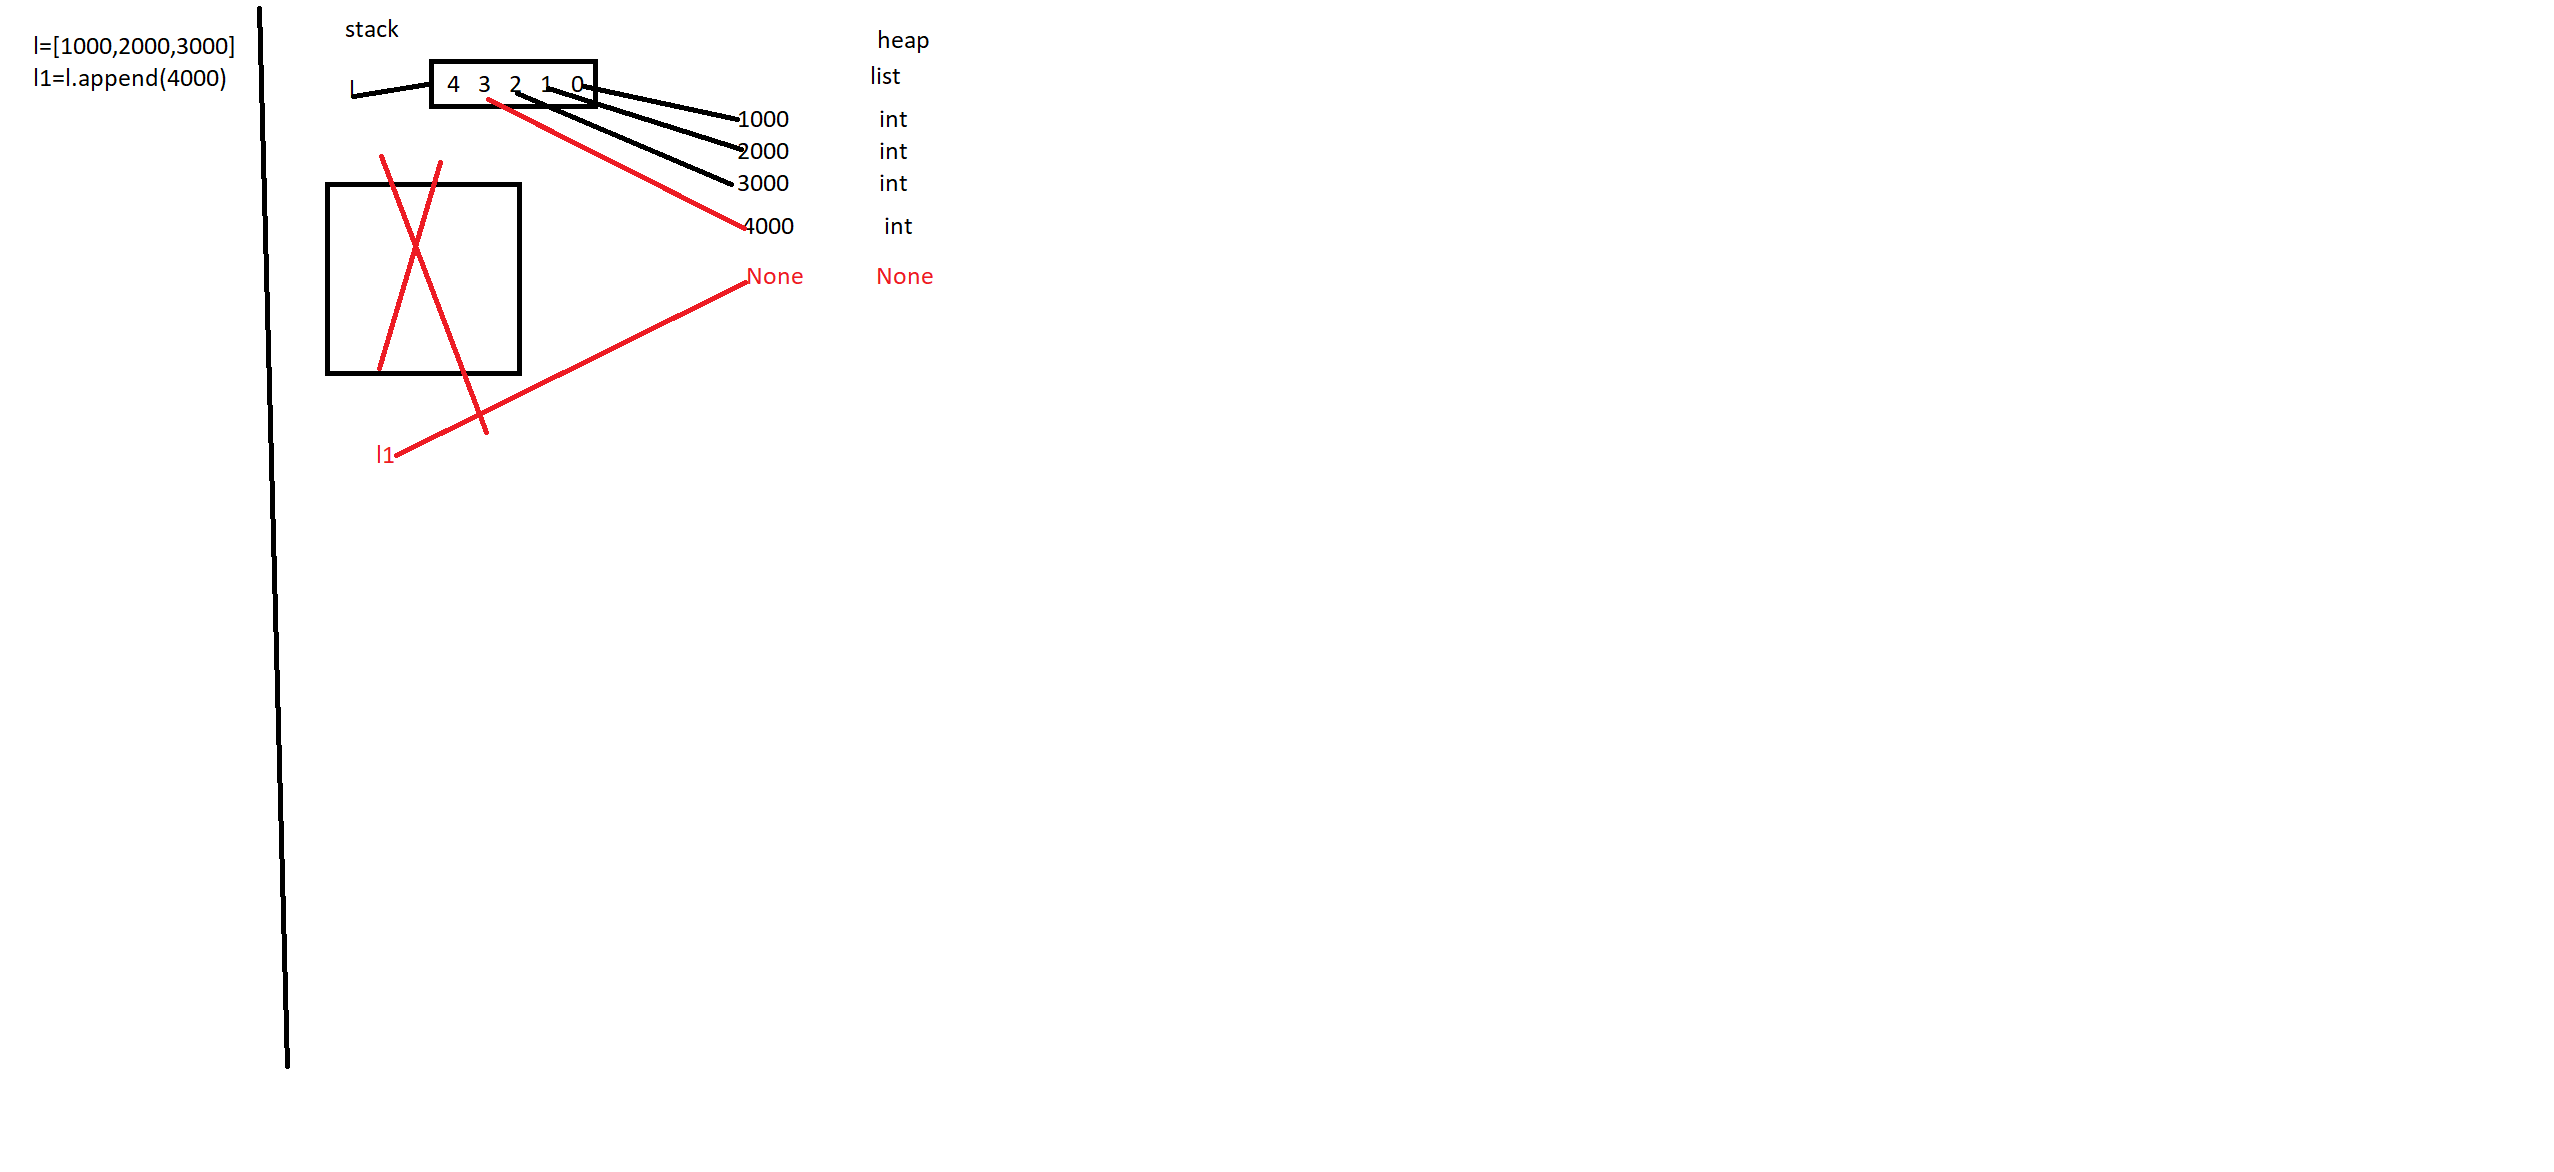 l=[1000,2000,3000]
l1=l.append(4000)
stack
heap
list
l
4 3 2 1 0
1000 int
2000 int
3000 int
4000 int
None None
l1